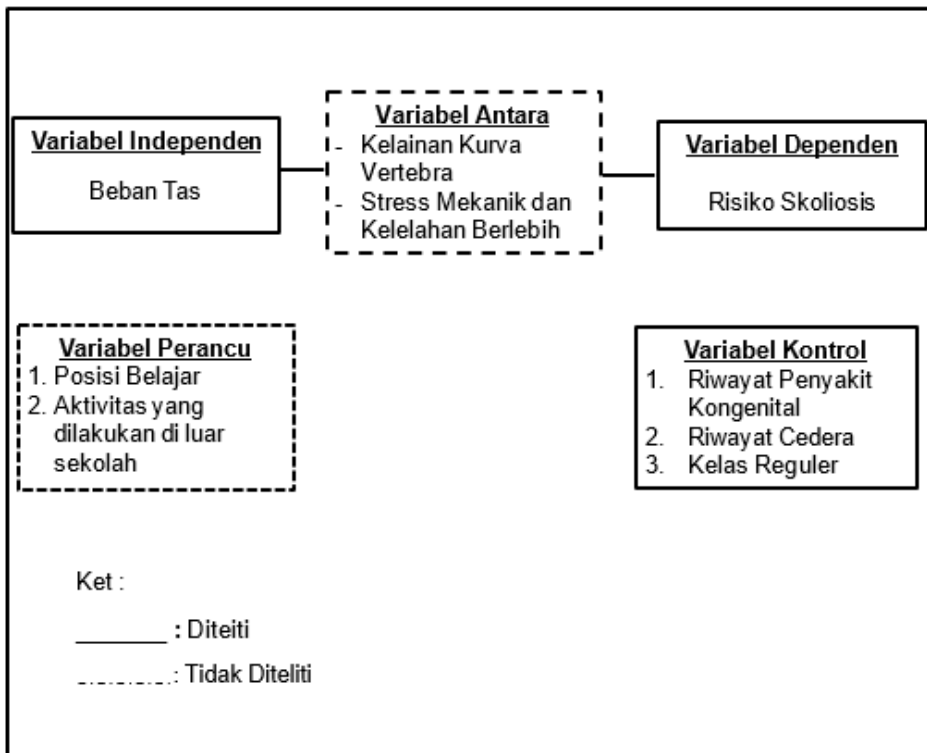 Variabel Independen
Beban Tas
Variabel Antara
- Kelainan Kurva
Vertebra
- Stress Mekanik dan
Kelelahan Berlebih
Variabel Dependen
Risiko Skoliosis
Variabel Perancu
1. Posisi Belajar
2. Aktivitas yang
dilakukan di luar
sekolah
Variabel Kontrol
1. Riwayat Penyakit
Kongenital
2. Riwayat Cedera
3. Kelas Reguler
Ket :
: Diteiti
: Tidak Diteliti